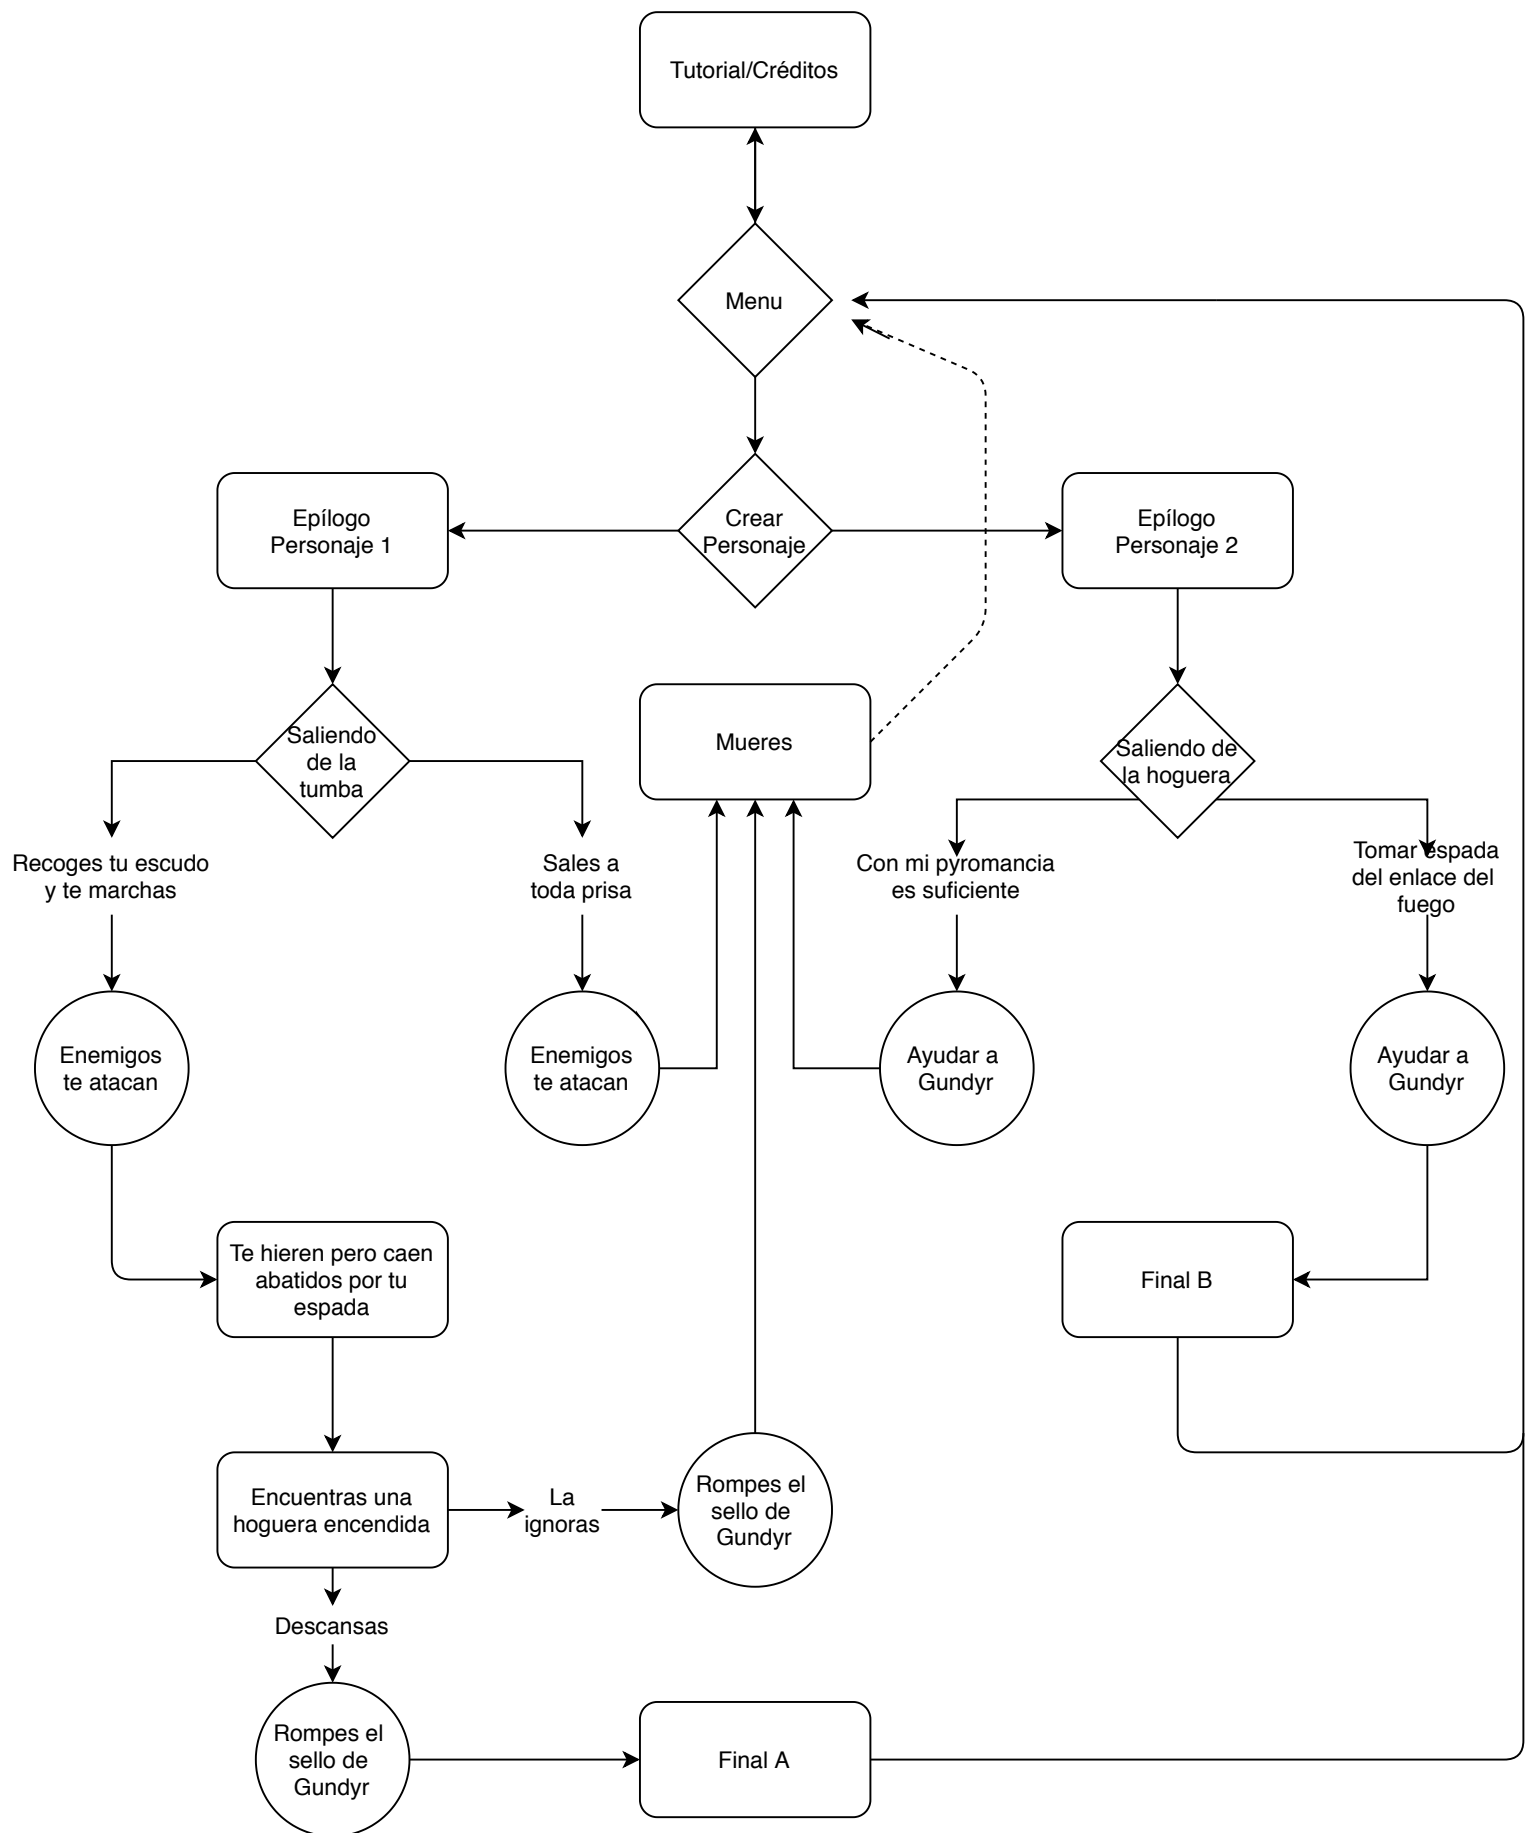 Tutorial/Créditos
Menu
Epílogo
Personaje 1
Crear
Personaje
Epílogo
Personaje 2
Saliendo
de la
tumba
Mueres
Saliendo de
la hoguera
Recoges tu escudo
y te marchas
Sales a
toda prisa
Con mi pyromancia
es suficiente
Tomar espada
del enlace del
fuego
Enemigos
te atacan
Enemigos
te atacan
Ayudar a
Gundyr
Ayudar a
Gundyr
Te hieren pero caen
abatidos por tu
espada
Final B
Encuentras una
hoguera encendida
La
ignoras
Rompes el
sello de
Gundyr
Descansas
Rompes el
sello de
Gundyr
Final A